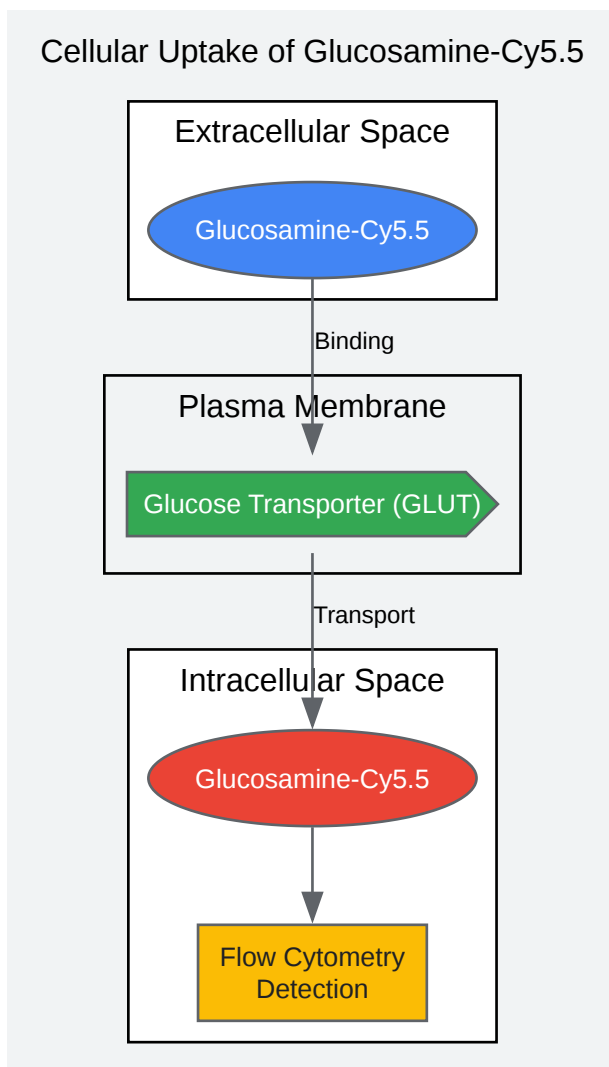 Cellular Uptake of Glucosamine-Cy5.5
Extracellular Space
Glucosamine-Cy5.5
Binding
Plasma Membrane
Glucose Transporter (GLUT)
Transport
Intracellular Space
Glucosamine-Cy5.5
Flow Cytometry
Detection